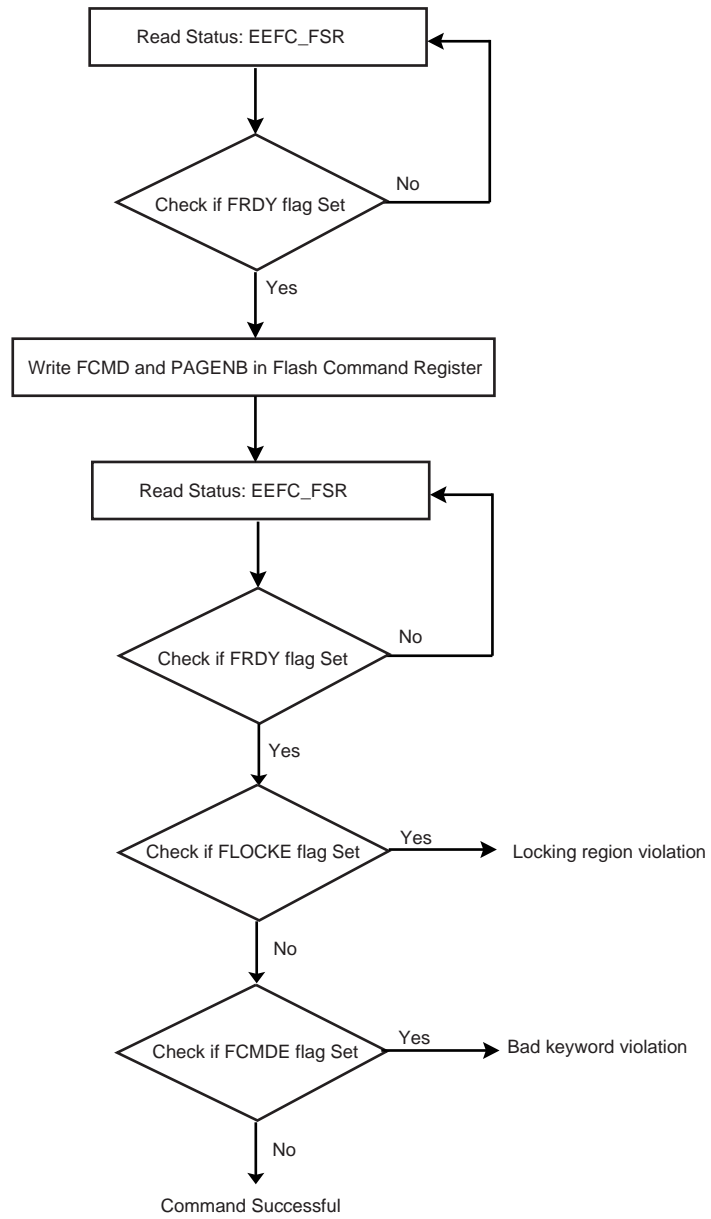 Read Status: EEFC_FSR
No
Check if FRDY flag Set
Yes
Write FCMD and PAGENB in Flash Command Register
Read Status: EEFC_FSR
No
Check if FRDY flag Set
Yes
Check if FLOCKE flag Set
Yes
Locking region violation
No
Check if FCMDE flag Set
Yes
Bad keyword violation
No
Command Successful